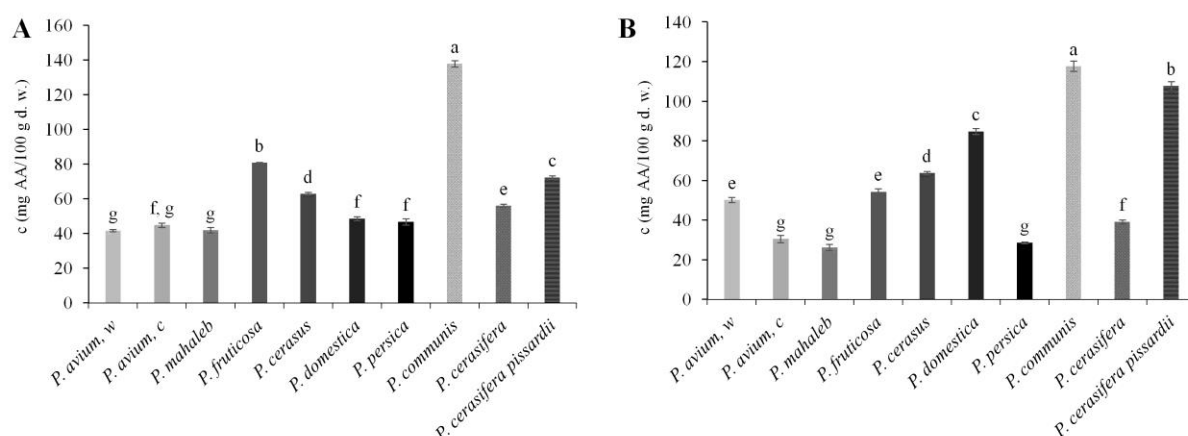 A
c (mg AA/100 g d. w.)
160
140
120
100
80
60
40
20
0
g
f, g
g
b
d
f
f
a
e
c
P. avium, w
P. avium, c
P. mahaleb
P. fruticosa
P. cerasus
P. domestica
P. persica
P. communis
P. cerasifera
P. cerasifera pissardii
B
c (mg AA/100 g d. w.)
140
120
100
80
60
40
20
0
e
g
g
e
d
c
g
a
f
b
P. avium, w
P. avium, c
P. mahaleb
P. fruticosa
P. cerasus
P. domestica
P. persica
P. communis
P. cerasifera
P. cerasifera pissardii